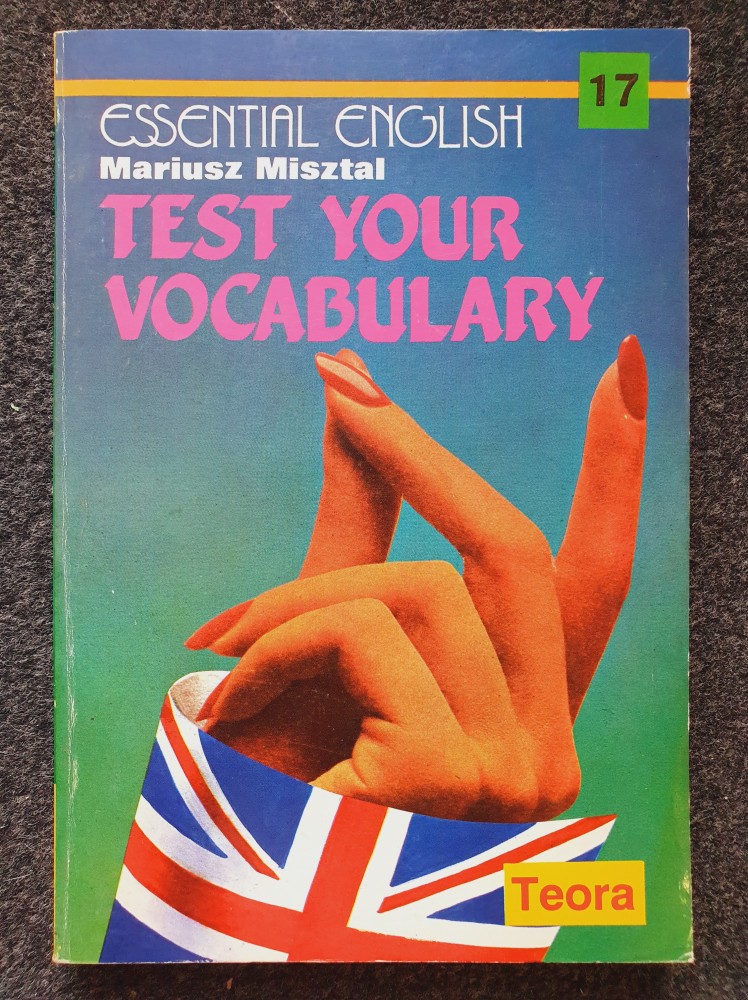 17
ESSENTIAL ENGLISH
Mariusz Misztal
TEST YOUR
VOCABULARY
Teora